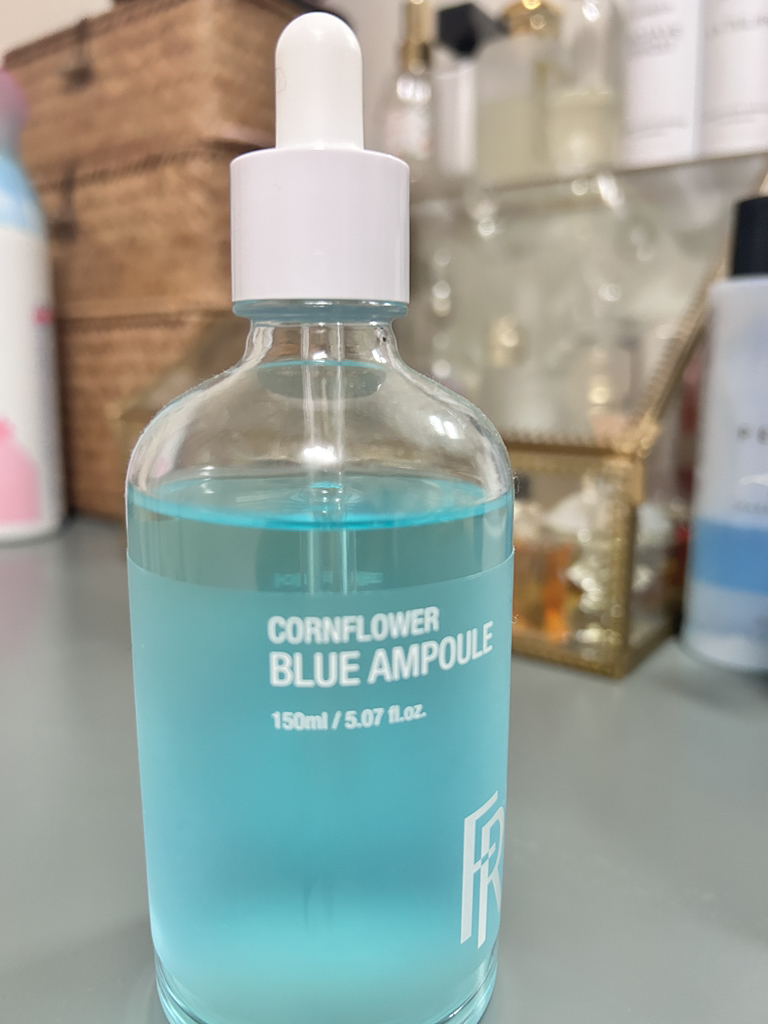 CORNFLOWER
BLUE AMPOULE
150ml / 5.07 fl.oz.
FR